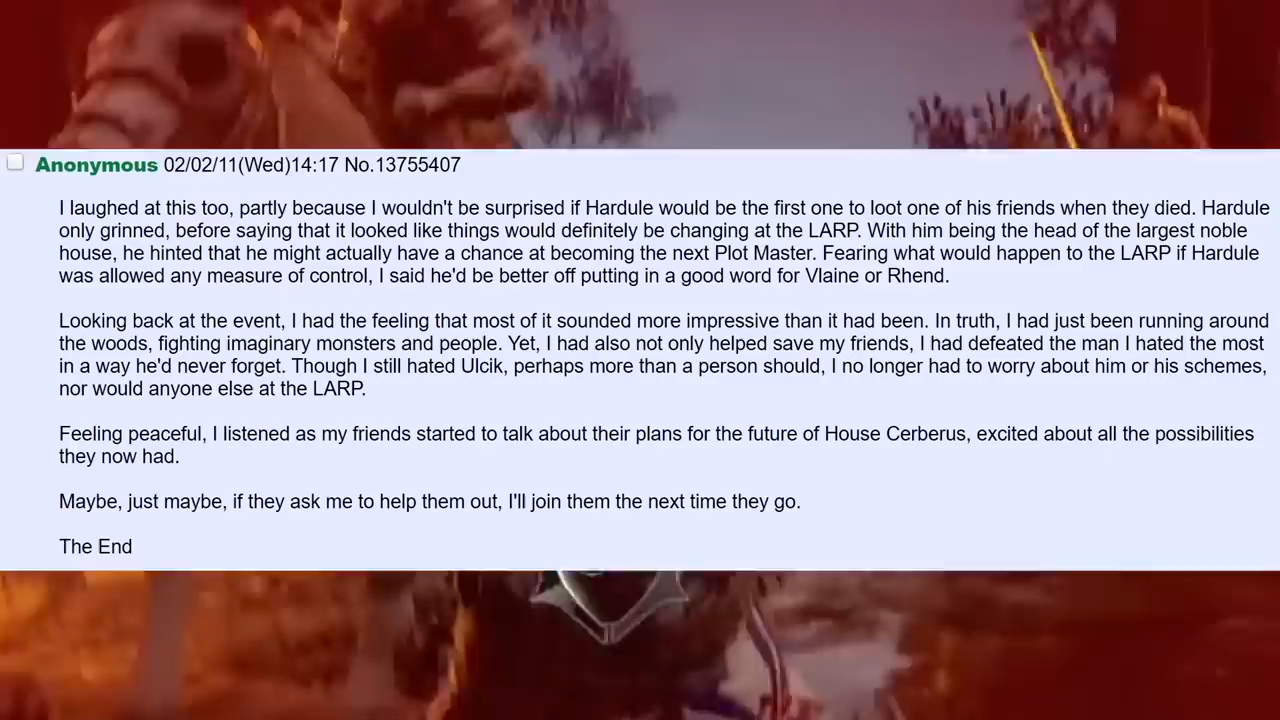 Anonymous 02/02/11(Wed)14:17 No.13755407
I laughed at this too, partly because I wouldn't be surprised if Hardule would be the first one to loot one of his friends when they died. Hardule
only grinned, before saying that it looked like things would definitely be changing at the LARP. With him being the head of the largest noble
house, he hinted that he might actually have a chance at becoming the next Plot Master. Fearing what would happen to the LARP if Hardule
was allowed any measure of control, I said he'd be better off putting in a good word for Vlaine or Rhend.
Looking back at the event, I had the feeling that most of it sounded more impressive than it had been. In truth, I had just been running around
the woods, fighting imaginary monsters and people. Yet, I had also not only helped save my friends, I had defeated the man I hated the most
in a way he'd never forget. Though I still hated Ulcik, perhaps more than a person should, I no longer had to worry about him or his schemes,
nor would anyone else at the LARP.
Feeling peaceful, I listened as my friends started to talk about their plans for the future of House Cerberus, excited about all the possibilities
they now had.
Maybe, just maybe, if they ask me to help them out, I'll join them the next time they go.
The End